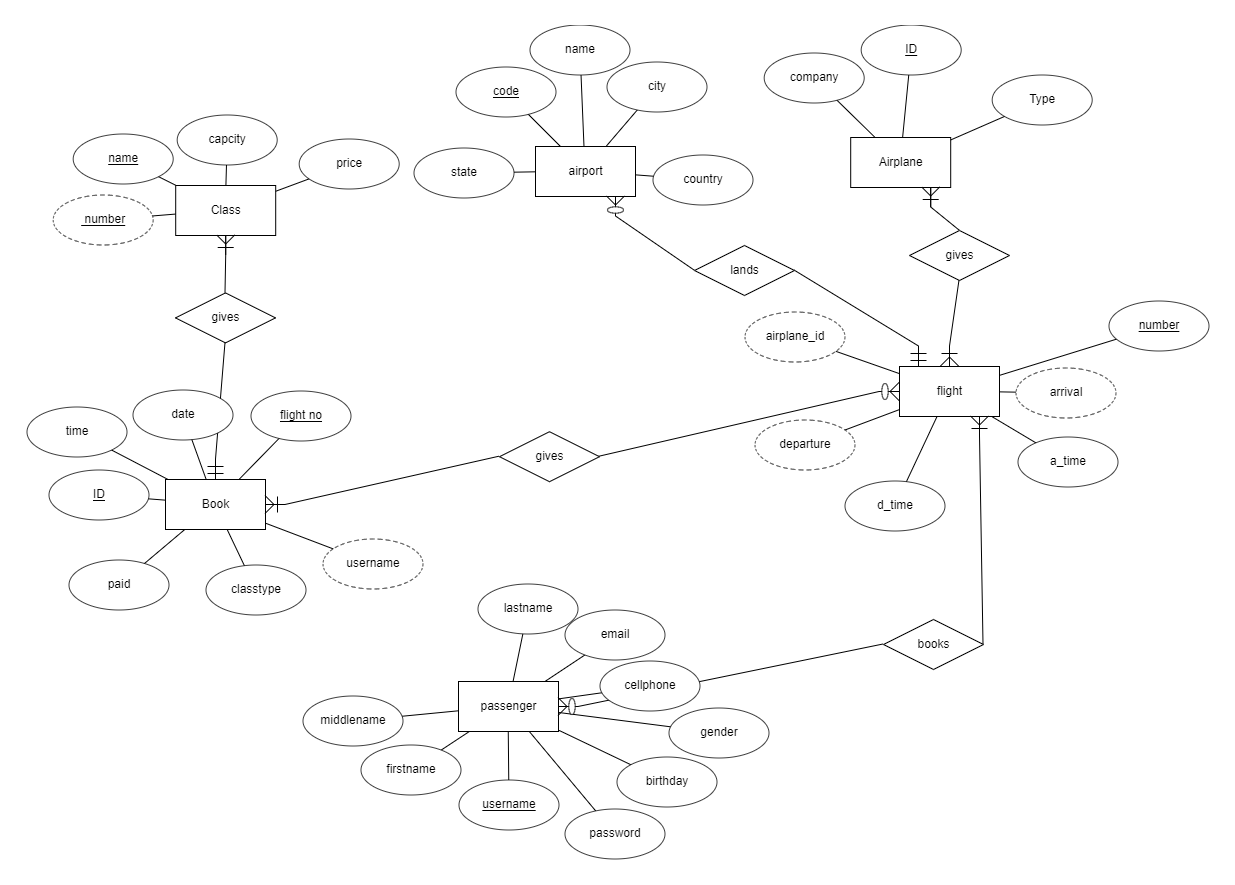 name
ID
company
city
code
Type
capcity
name
price
Airplane
airport
state
country
Class
number
gives
lands
gives
number
airplane_id
flight
arrival
date
flight no
time
departure
gives
a_time
ID
Book
d_time
username
paid
classtype
lastname
email
books
cellphone
passenger
middlename
gender
firstname
birthday
username
password